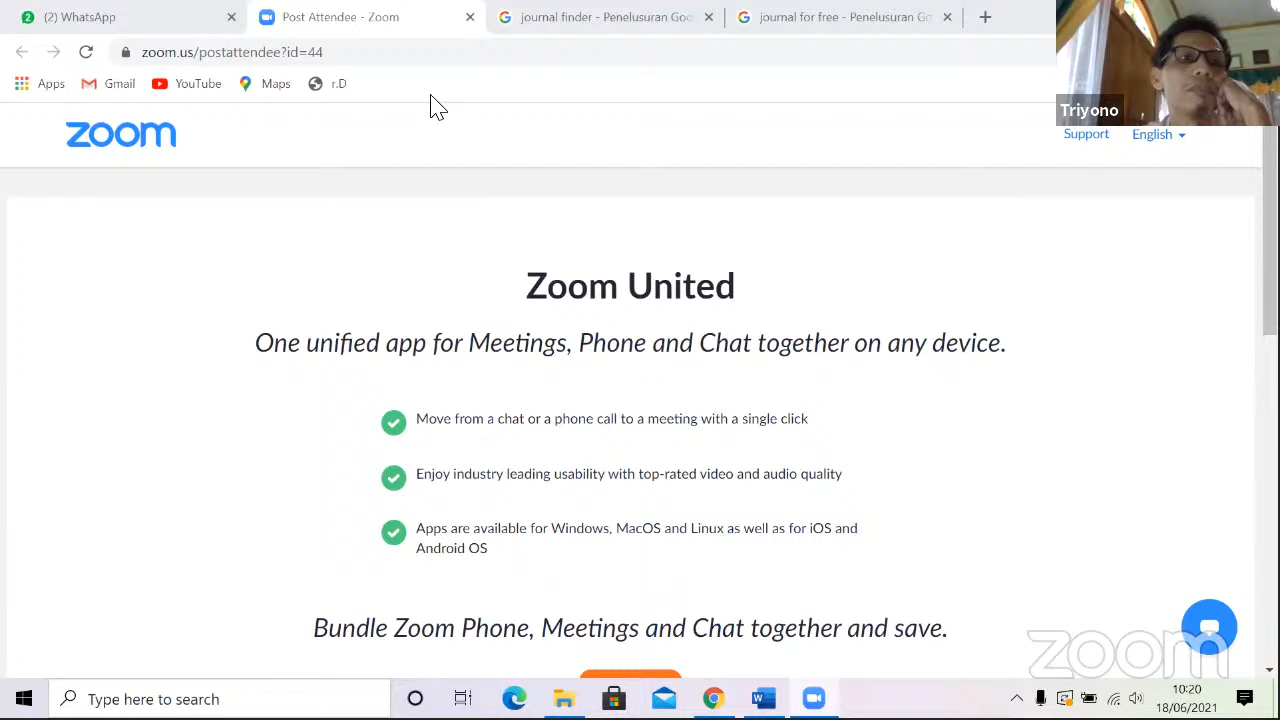 (2) WhatsApp
Post Attendee - Zoom
journal finder - Penelusuran Goo
journal for free - Penelusuran Go
zoom.us/postattendee?id=44
Apps
Gmail
YouTube
Maps
r.D
Triyono
zoom
Support
English
Zoom United
One unified app for Meetings, Phone and Chat together on any device.
Move from a chat or a phone call to a meeting with a single click
Enjoy industry leading usability with top-rated video and audio quality
Apps are available for Windows, MacOS and Linux as well as for iOS and
Android OS
Bundle Zoom Phone, Meetings and Chat together and save.
zoom
Type here to search
10:20
18/06/2021